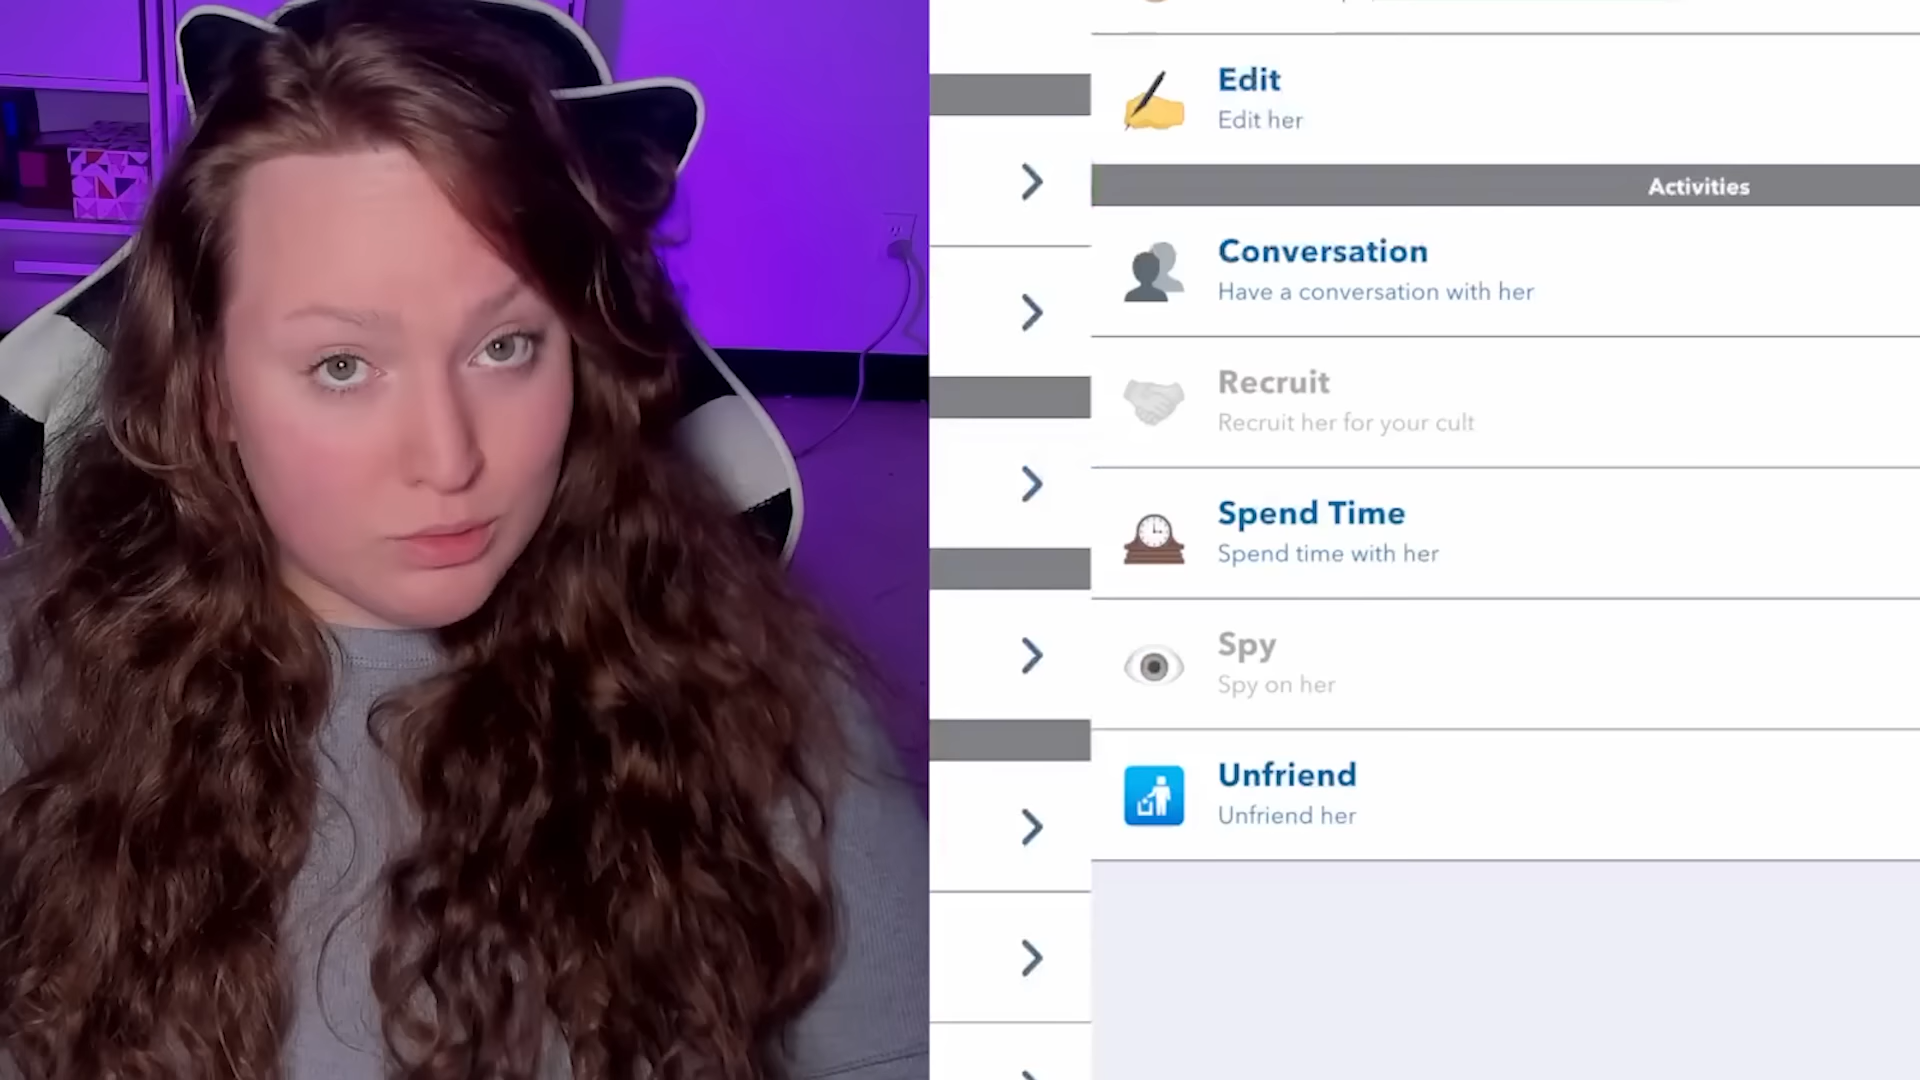 Edit
Edit her
Activities
Conversation
Have a conversation with her
Recruit
Recruit her for your cult
Spend Time
Spend time with her
Spy
Spy on her
Unfriend
Unfriend her